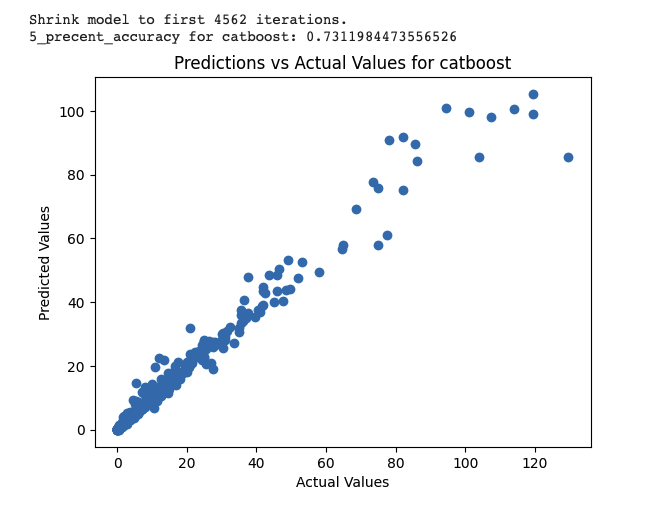 Shrink model to first 4562 iterations.
5_precent_accuracy for catboost: 0.7311984473556526
Predictions vs Actual Values for catboost
100
80
60
40
20
0
Predicted Values
0 20 40 60 80 100 120
Actual Values